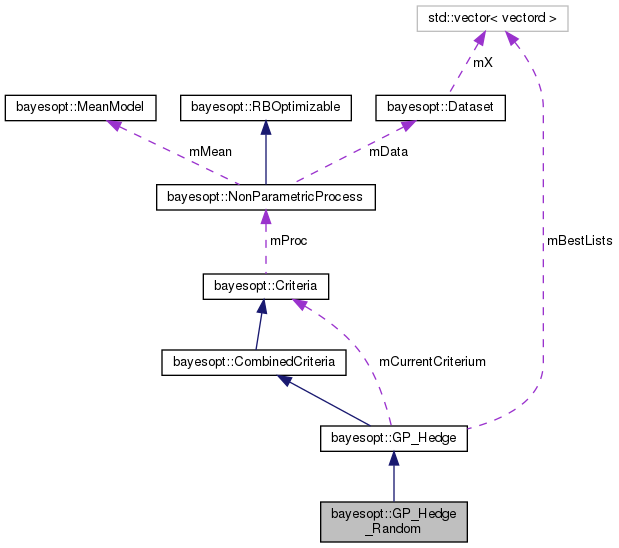 std::vector< vectord >
mX
bayesopt::MeanModel
bayesopt::RBOptimizable
bayesopt::Dataset
mMean
mData
bayesopt::NonParametricProcess
mProc
mBestLists
bayesopt::Criteria
bayesopt::CombinedCriteria
mCurrentCriterium
bayesopt::GP_Hedge
bayesopt::GP_Hedge
_Random